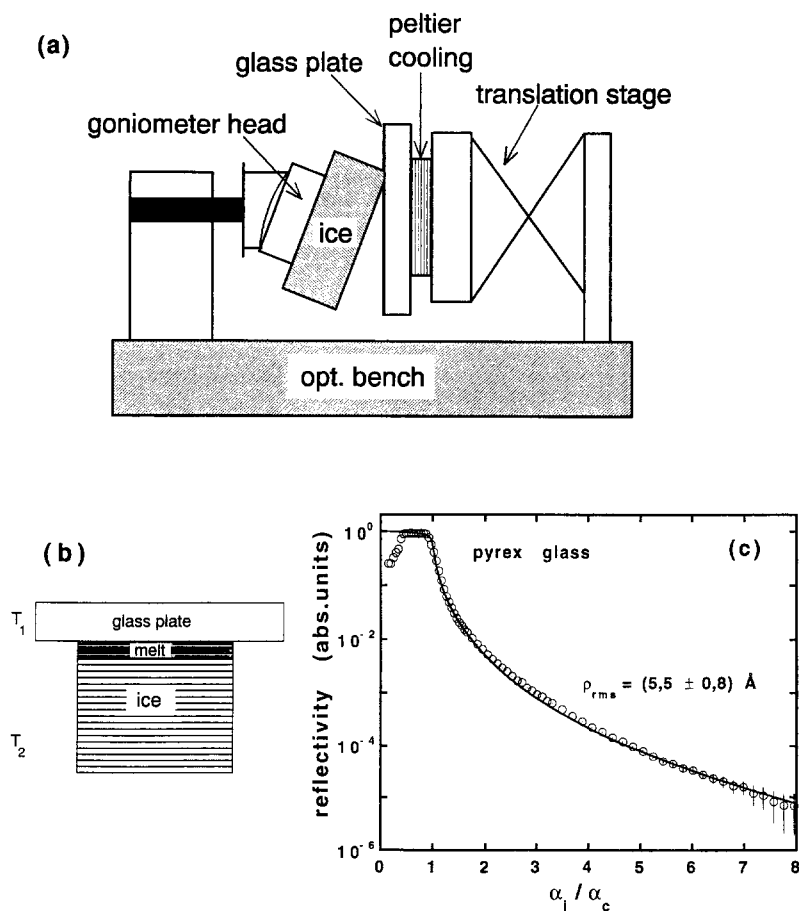 (a)
peltier
cooling
glass plate
translation stage
goniometer head
ice
opt. bench
(b)
T₁
glass plate
melt
ice
T₂
(c)
pyrex glass
ρrms = (5,5 ± 0,8) Å
reflectivity (abs.units)
10⁰
10⁻²
10⁻⁴
10⁻⁶
0 1 2 3 4 5 6 7 8
αi / αc